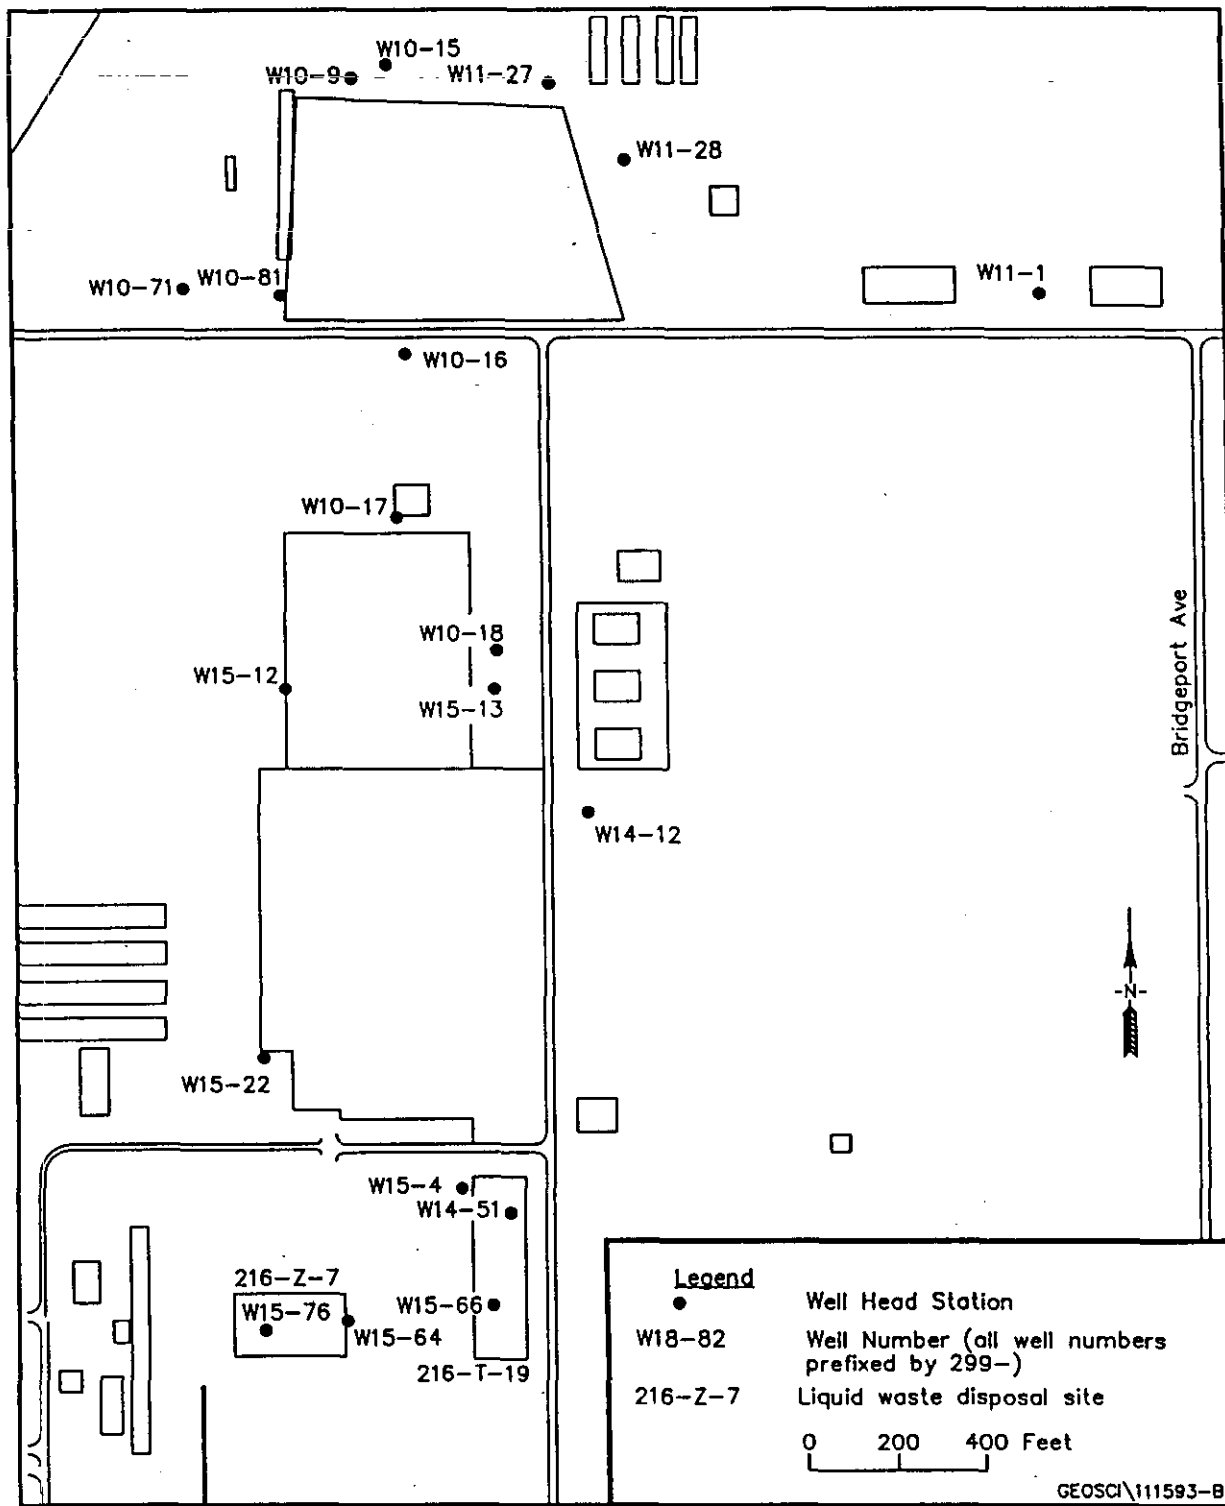 W10-15
W10-9
W11-27
W11-28
W10-71
W10-81
W11-1
W10-16
W10-17
W10-18
W15-12
W15-13
Bridgeport Ave
W14-12
-N-
W15-22
W15-4
W14-51
216-Z-7
W15-76
W15-66
W15-64
216-T-19
Legend
Well Head Station
W18-82 Well Number (all well numbers
prefixed by 299-)
216-Z-7 Liquid waste disposal site
0 200 400 Feet
GEOSCI\111593-B